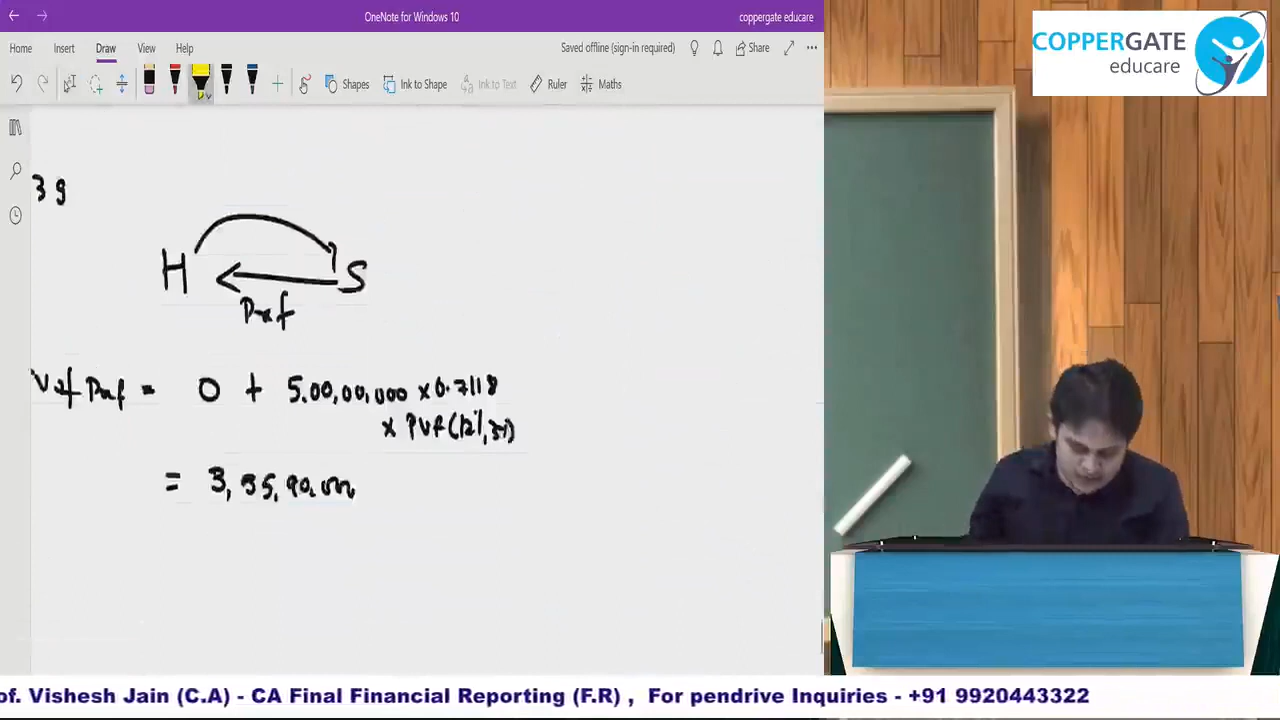 OneNote for Windows 10
coppergate educare
Home Insert Draw View Help
Saved offline (sign-in required)
Share
Shapes
Ink to Shape
Ink to Text
Ruler
Maths
COPPERGATE
educare
39
H S
Pref
V of Pref = 0 + 5,00,00,000 × 0.7118
× PVF (12%, 3Y)
= 3,55,90,000
of. Vishesh Jain (C.A) - CA Final Financial Reporting (F.R) , For pendrive Inquiries - +91 9920443322